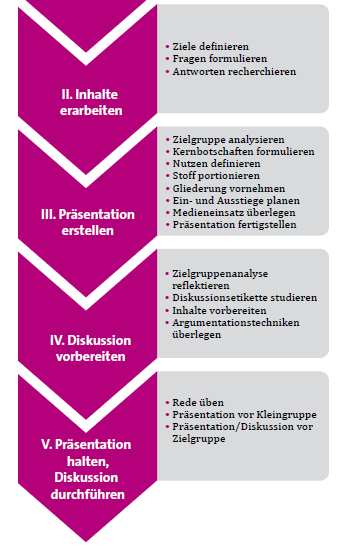 II. Inhalte
erarbeiten
• Ziele definieren
• Fragen formulieren
• Antworten recherchieren
III. Präsentation
erstellen
• Zielgruppe analysieren
• Kernbotschaften formulieren
• Nutzen definieren
• Stoff portionieren
• Gliederung vornehmen
• Ein- und Ausstiege planen
• Medieneinsatz überlegen
• Präsentation fertigstellen
IV. Diskussion
vorbereiten
• Zielgruppenanalyse
reflektieren
• Diskussionsetikette studieren
• Inhalte vorbereiten
• Argumentationstechniken
überlegen
V. Präsentation
halten,
Diskussion
durchführen
• Rede üben
• Präsentation vor Kleingruppe
• Präsentation/Diskussion vor
Zielgruppe